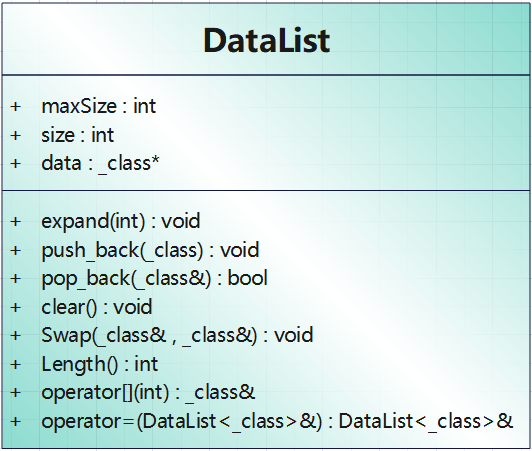 DataList
+ maxSize : int
+ size : int
+ data : _class*
+ expand(int) : void
+ push_back(_class) : void
+ pop_back(_class&) : bool
+ clear() : void
+ Swap(_class& , _class&) : void
+ Length() : int
+ operator[](int) : _class&
+ operator=(DataList<_class>&) : DataList<_class>&